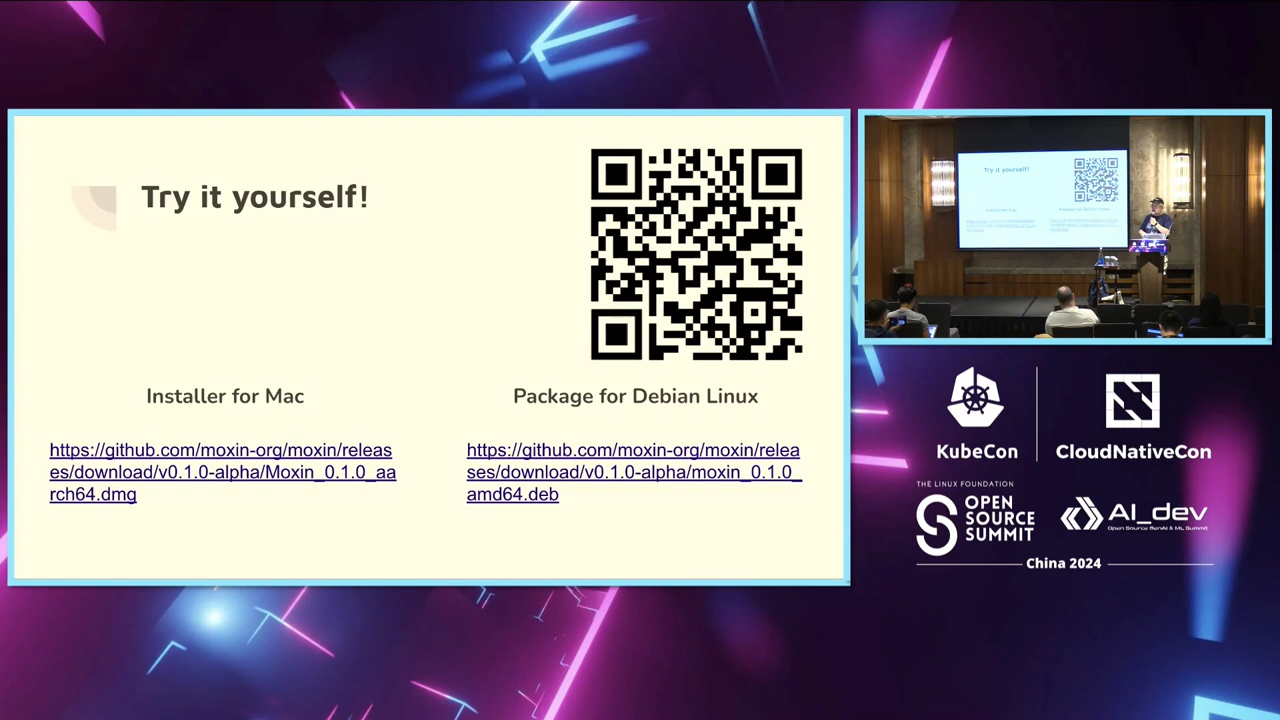 Try it yourself!
Installer for Mac
https://github.com/moxin-org/moxin/releas
es/download/v0.1.0-alpha/Moxin_0.1.0_aa
rch64.dmg
Package for Debian Linux
https://github.com/moxin-org/moxin/relea
ses/download/v0.1.0-alpha/moxin_0.1.0_
amd64.deb
Try it yourself!
KubeCon
CloudNativeCon
THE LINUX FOUNDATION
OPEN
SOURCE
SUMMIT
AI_dev
Open Source GenAI & ML Summit
China 2024